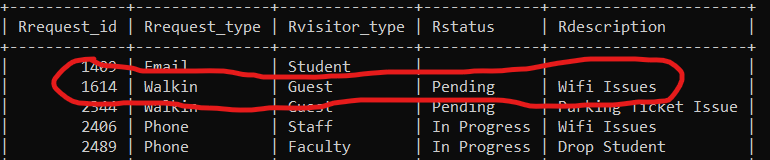 | Rrequest_id | Rrequest_type | Rvisitor_type | Rstatus | Rdescription |
| 1409 | Email | Student | | |
| 1614 | Walkin | Guest | Pending | Wifi Issues |
| 2344 | Walkin | Guest | Pending | Parking Ticket Issue |
| 2406 | Phone | Staff | In Progress | Wifi Issues |
| 2489 | Phone | Faculty | In Progress | Drop Student |